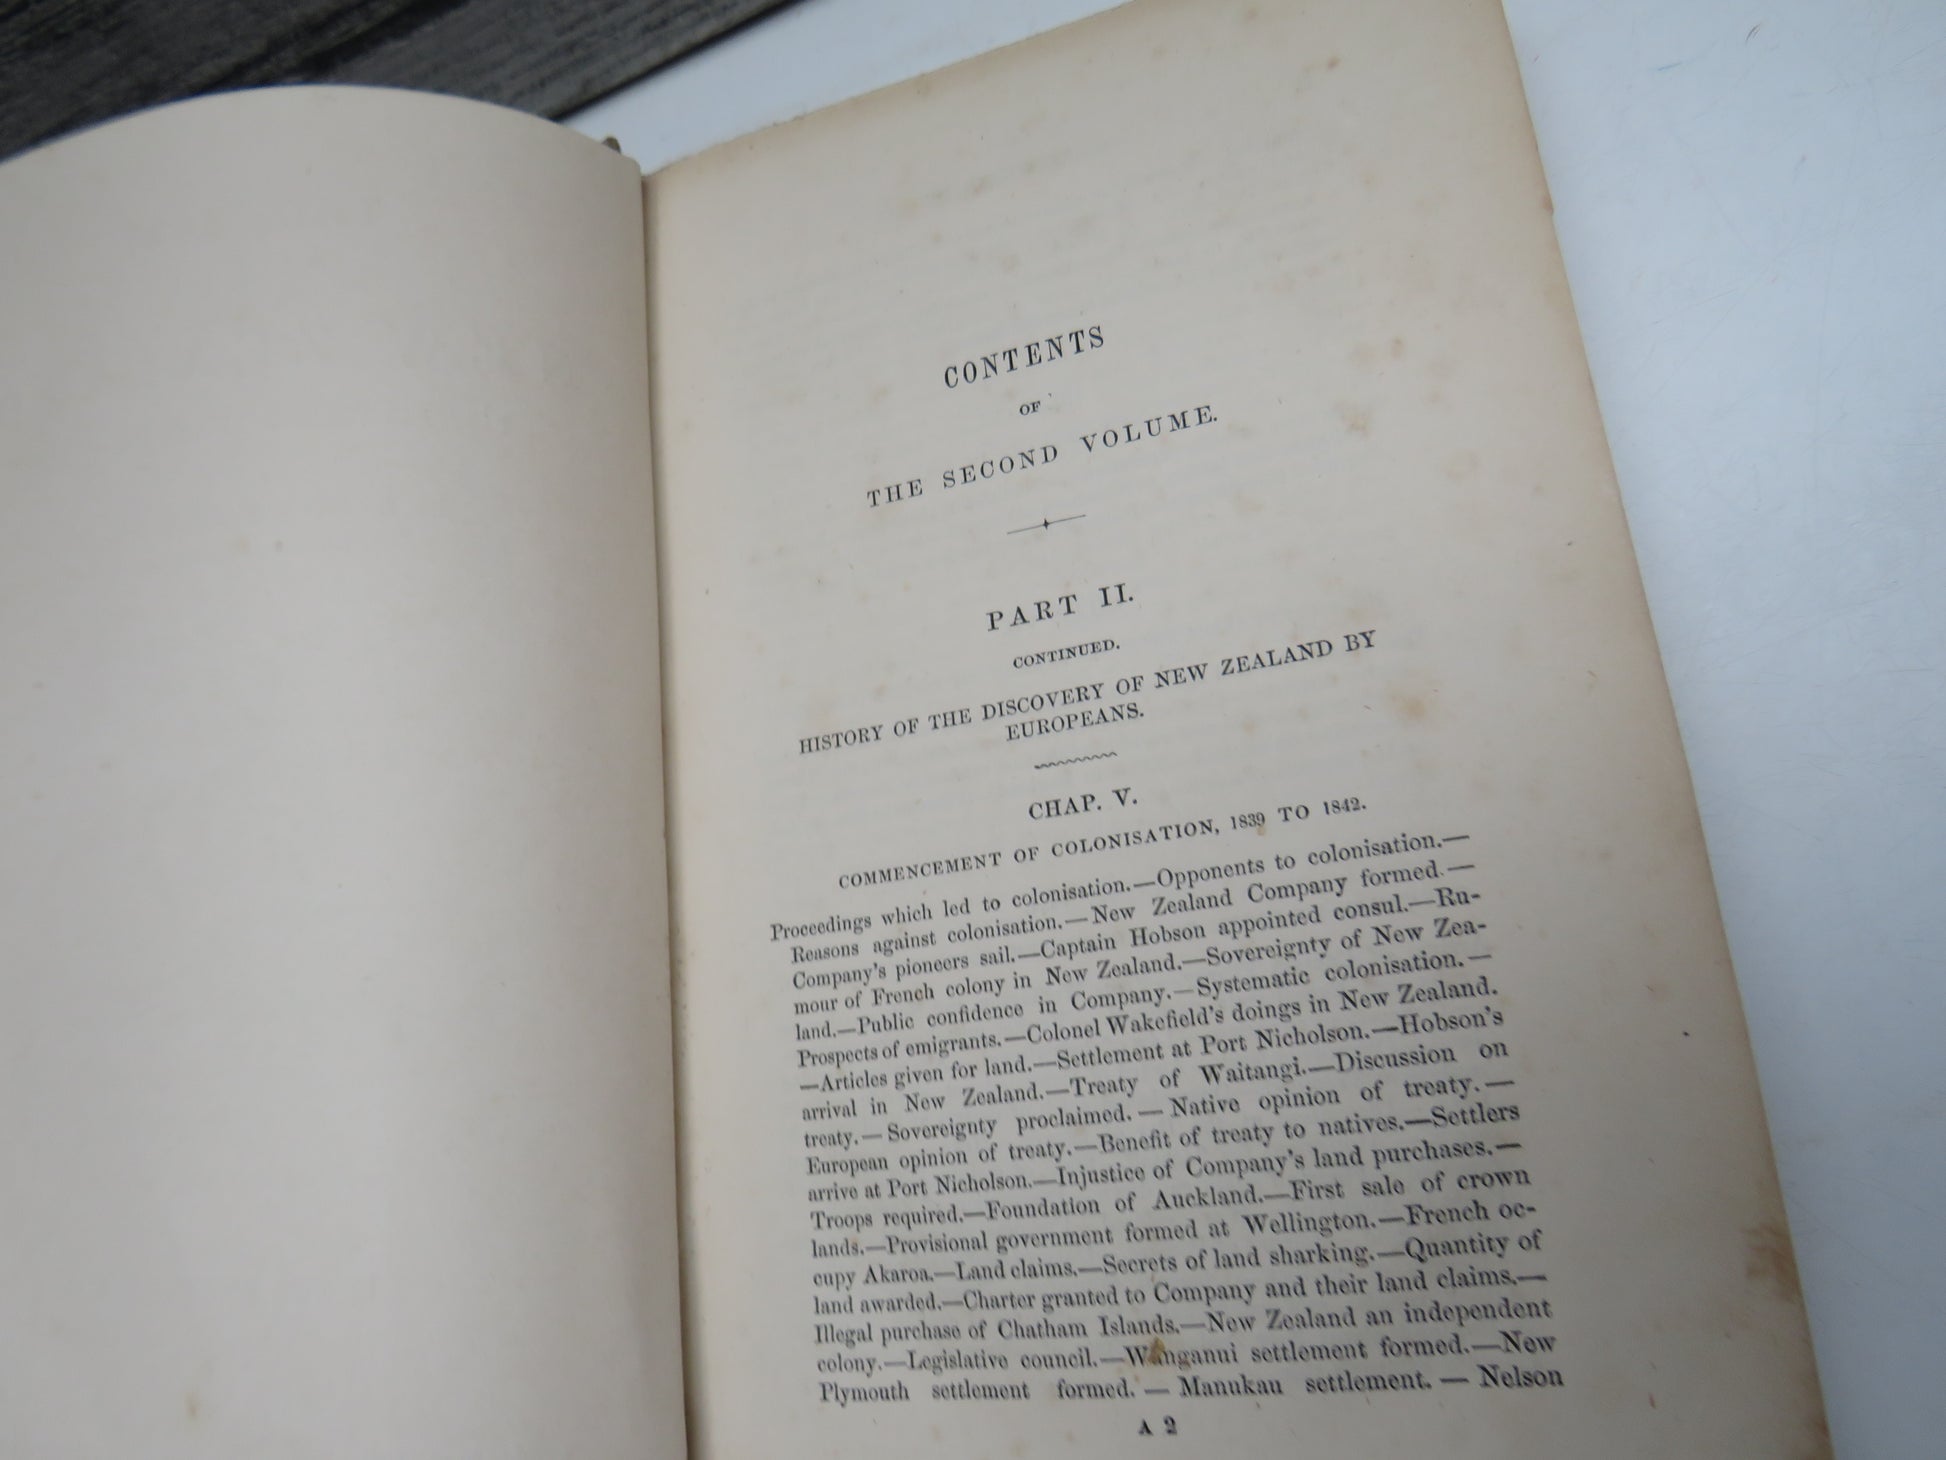 CONTENTS
OF
THE SECOND VOLUME.
PART II.
CONTINUED.
HISTORY OF THE DISCOVERY OF NEW ZEALAND BY
EUROPEANS.
CHAP. V.
COMMENCEMENT OF COLONISATION, 1839 TO 1842.
Proceedings which led to colonisation.—Opponents to colonisation.—
Reasons against colonisation.—New Zealand Company formed.—
Company's pioneers sail.—Captain Hobson appointed consul.—Ru-
mour of French colony in New Zealand.—Sovereignty of New Zea-
land.—Public confidence in Company.—Systematic colonisation.—
Prospects of emigrants.—Colonel Wakefield's doings in New Zealand.
—Articles given for land.—Settlement at Port Nicholson.—Hobson's
arrival in New Zealand.—Treaty of Waitangi.—Discussion on
treaty.—Sovereignty proclaimed.—Native opinion of treaty.—
European opinion of treaty.—Benefit of treaty to natives.—Settlers
arrive at Port Nicholson.—Injustice of Company's land purchases.—
Troops required.—Foundation of Auckland.—First sale of crown
lands.—Provisional government formed at Wellington.—French oc-
cupy Akaroa.—Land claims.—Secrets of land sharking.—Quantity of
land awarded.—Charter granted to Company and their land claims.—
Illegal purchase of Chatham Islands.—New Zealand an independent
colony.—Legislative council.—Wanganui settlement formed.—New
Plymouth settlement formed.—Manukau settlement.—Nelson
A 2